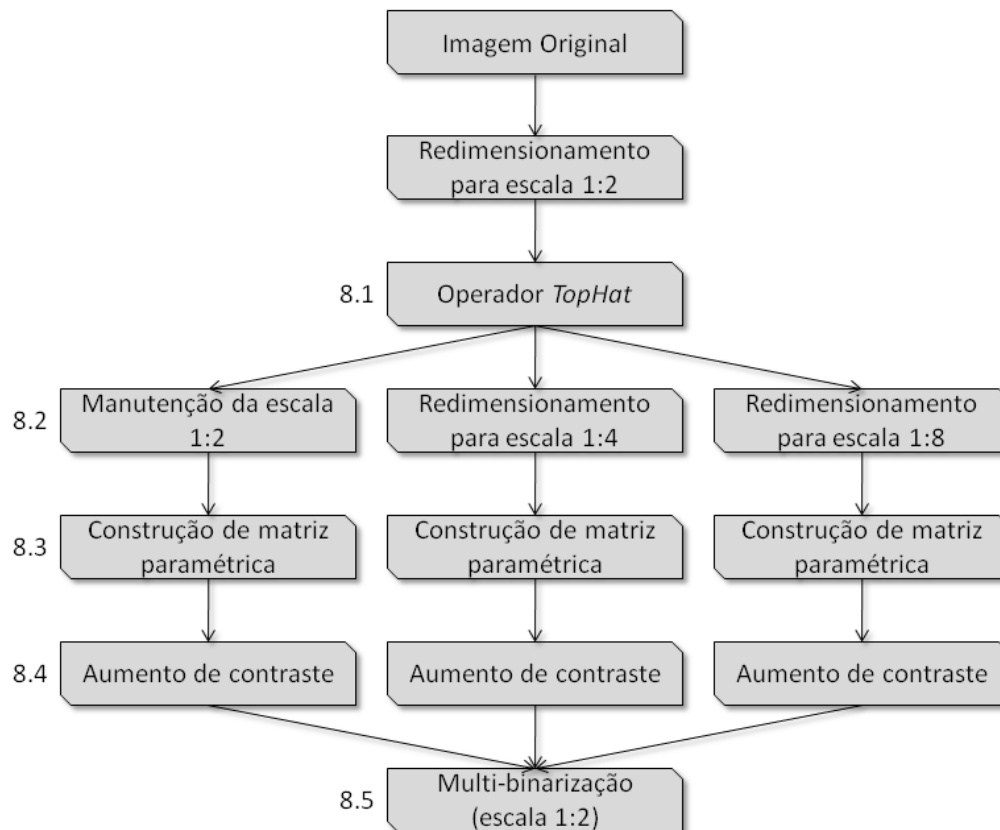 Imagem Original
Redimensionamento
para escala 1:2
8.1
Operador TopHat
8.2
Manutenção da escala
1:2
Redimensionamento
para escala 1:4
Redimensionamento
para escala 1:8
8.3
Construção de matriz
paramétrica
Construção de matriz
paramétrica
Construção de matriz
paramétrica
8.4
Aumento de contraste
Aumento de contraste
Aumento de contraste
8.5
Multi-binarização
(escala 1:2)